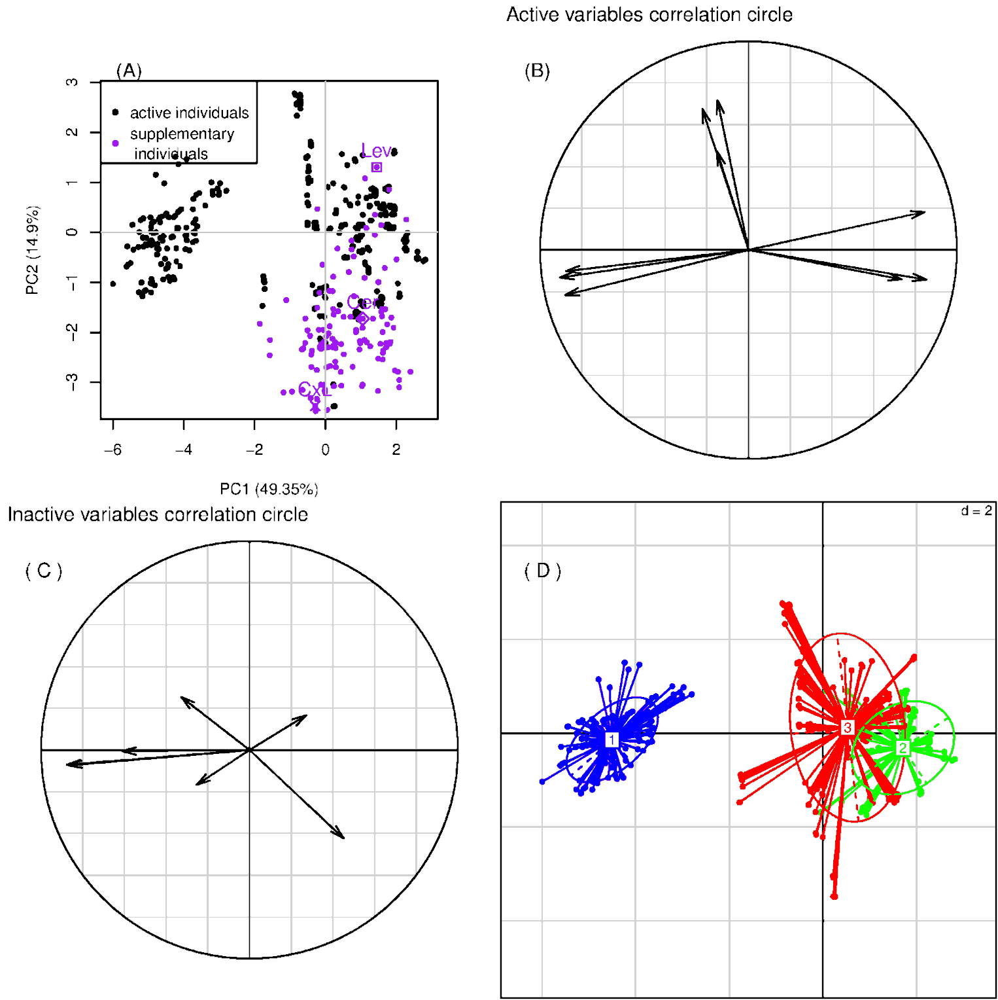 Active variables correlation circle
(A)
(B)
active individuals
supplementary
individuals
Lev
Cer
CxL
3
2
1
0
−1
−2
−3
PC2 (14.9%)
−6
−4
−2
0
2
PC1 (49.35%)
Inactive variables correlation circle
d = 2
( C )
( D )
1
3
2